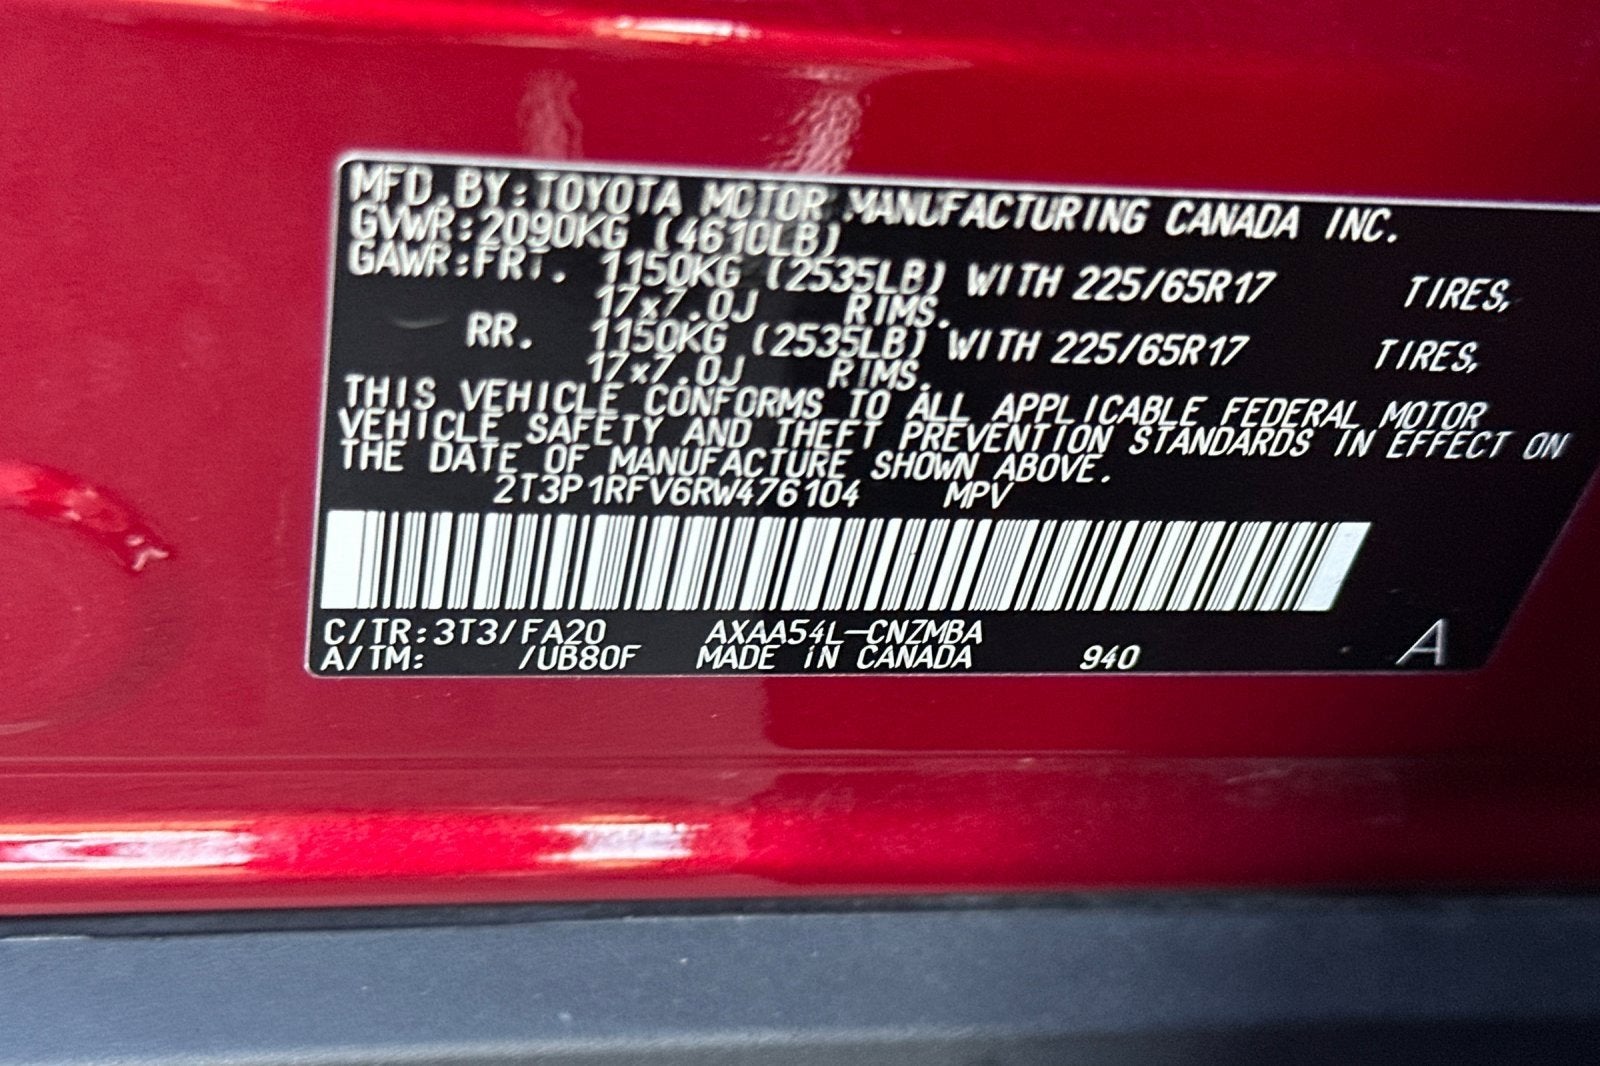 MFD.BY:TOYOTA MOTOR MANUFACTURING CANADA INC.
GVWR:2090KG (4610LB)
GAWR:FRT. 1150KG (2535LB) WITH 225/65R17 TIRES,
17x7.0J RIMS.
RR. 1150KG (2535LB) WITH 225/65R17 TIRES,
17x7.0J RIMS.
THIS VEHICLE CONFORMS TO ALL APPLICABLE FEDERAL MOTOR
VEHICLE SAFETY AND THEFT PREVENTION STANDARDS IN EFFECT ON
THE DATE OF MANUFACTURE SHOWN ABOVE.
2T3P1RFV6RW476104 MPV
C/TR:3T3/FA20 AXAA54L-CNZMBA
A/TM: /UB80F MADE IN CANADA 940 A